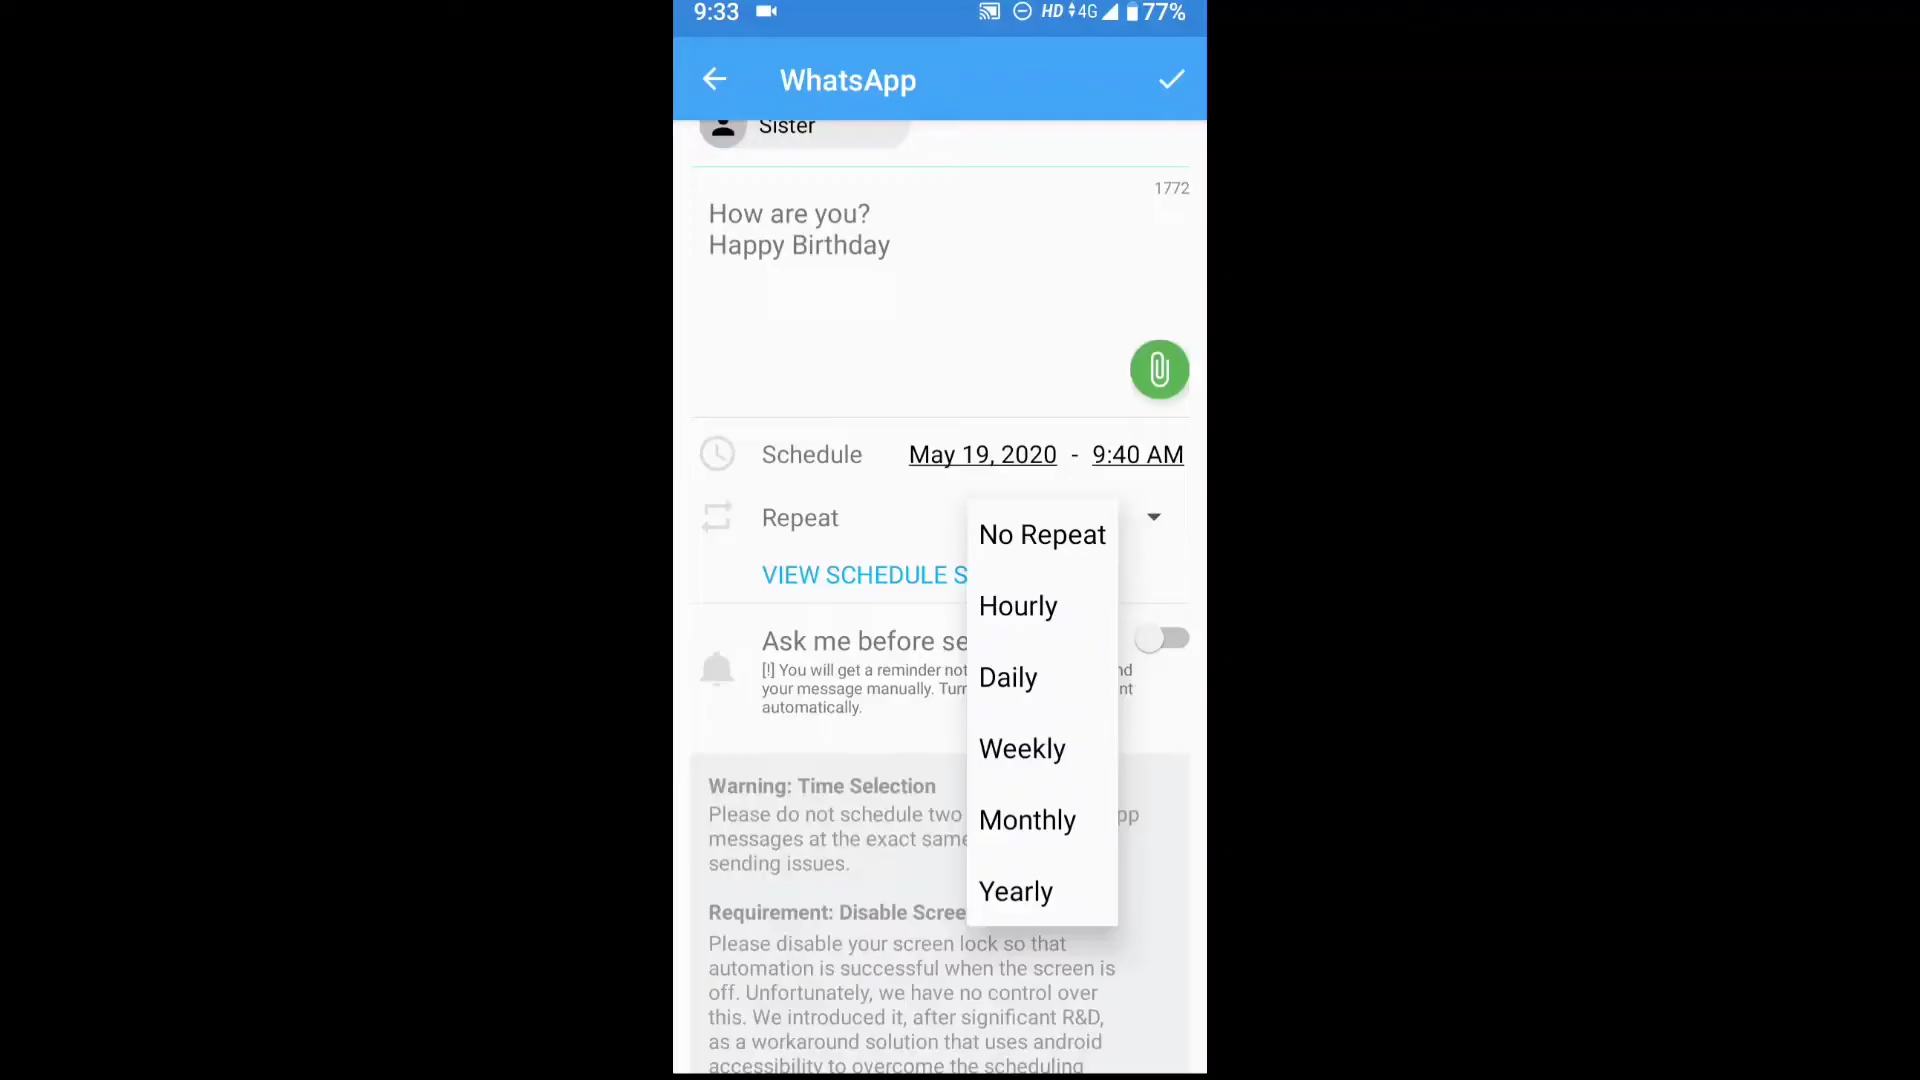 9:33 HD 4G 77%
WhatsApp
Sister
1772
How are you?
Happy Birthday
Schedule May 19, 2020 - 9:40 AM
Repeat
No Repeat
VIEW SCHEDULE S
Hourly
Ask me before se
[!] You will get a reminder not nd
Daily
your message manually. Turn nt
automatically.
Weekly
Warning: Time Selection
Please do not schedule two pp
Monthly
messages at the exact same
sending issues.
Yearly
Requirement: Disable Scree
Please disable your screen lock so that
automation is successful when the screen is
off. Unfortunately, we have no control over
this. We introduced it, after significant R&D,
as a workaround solution that uses android
accessibility to overcome the scheduling